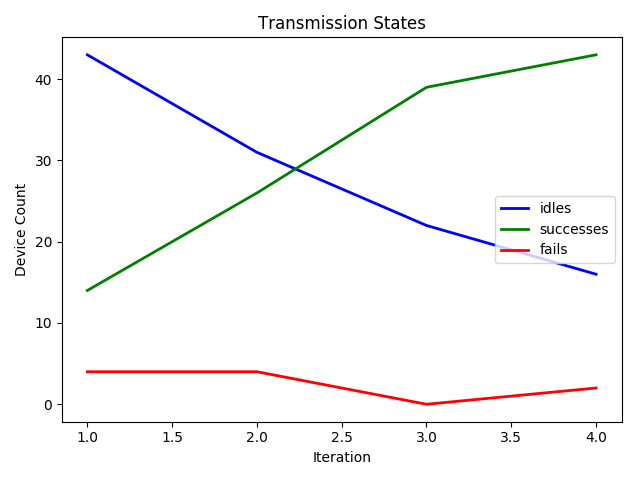 Transmission States
Device Count
40
30
20
10
0
idles
successes
fails
1.0 1.5 2.0 2.5 3.0 3.5 4.0
Iteration